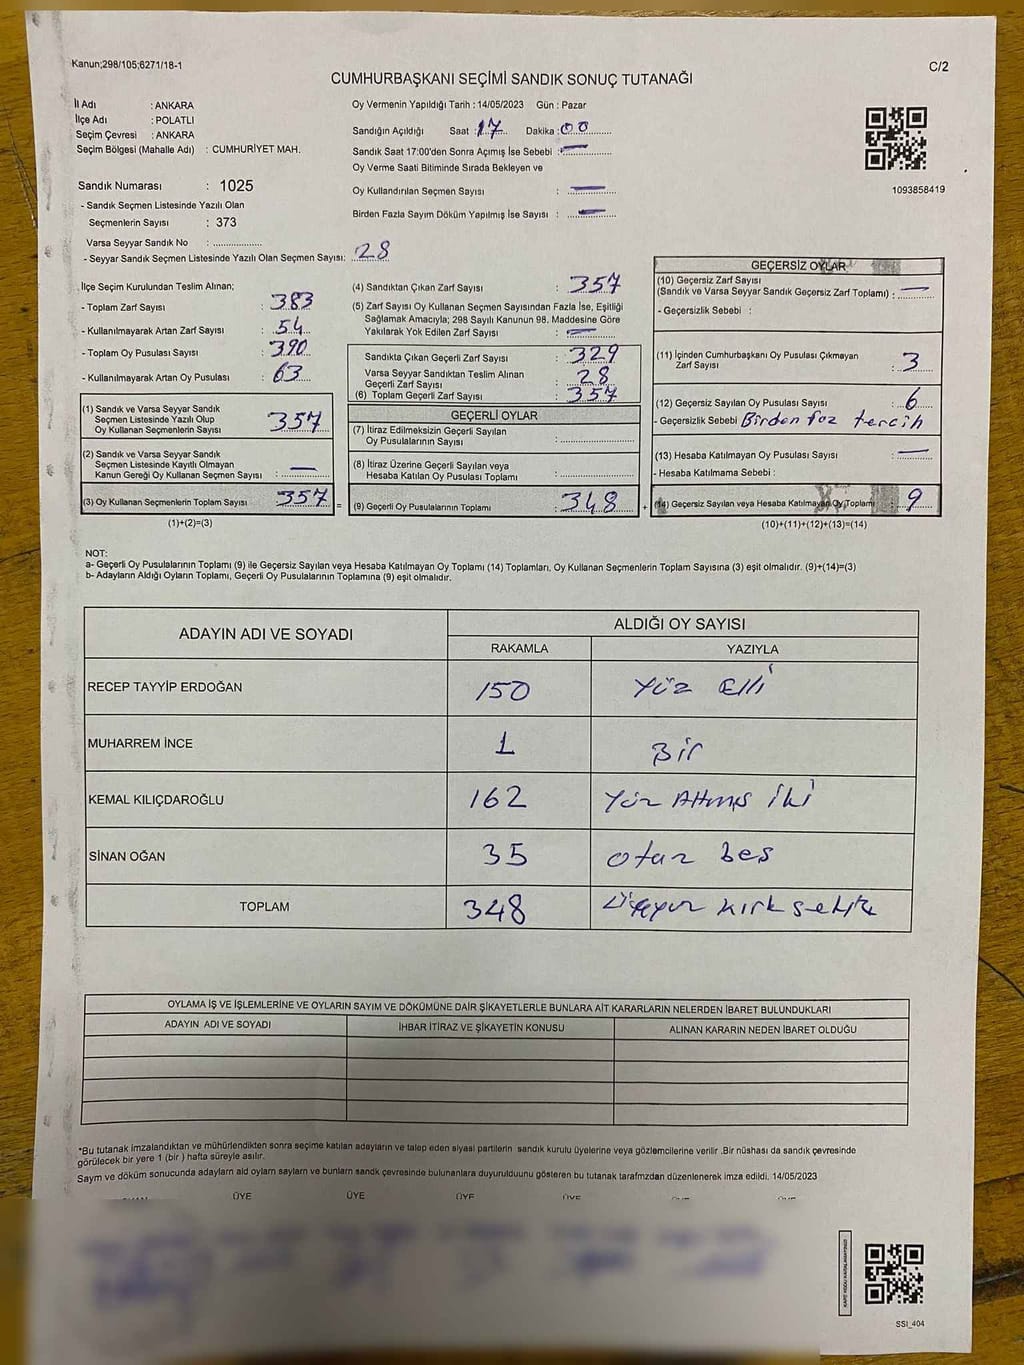 Kanun;298/105;6271/18-1
C/2
CUMHURBAŞKANI SEÇİMİ SANDIK SONUÇ TUTANAĞI
İl Adı : ANKARA
İlçe Adı : POLATLI
Seçim Çevresi : ANKARA
Seçim Bölgesi (Mahalle Adı) : CUMHURİYET MAH.
Sandık Numarası : 1025
- Sandık Seçmen Listesinde Yazılı Olan
Seçmenlerin Sayısı : 373
Varsa Seyyar Sandık No :
- Seyyar Sandık Seçmen Listesinde Yazılı Olan Seçmen Sayısı: 28
Oy Vermenin Yapıldığı Tarih : 14/05/2023 Gün : Pazar
Sandığın Açıldığı Saat : 17 Dakika : 00
Sandık Saat 17:00'den Sonra Açımış İse Sebebi : —
Oy Verme Saati Bitiminde Sırada Bekleyen ve
Oy Kullandırılan Seçmen Sayısı : —
Birden Fazla Sayım Döküm Yapılmış İse Sayısı : —
1093858419
İlçe Seçim Kurulundan Teslim Alınan;
- Toplam Zarf Sayısı : 383
- Kullanılmayarak Artan Zarf Sayısı : 54
- Toplam Oy Pusulası Sayısı : 390
- Kullanılmayarak Artan Oy Pusulası : 63
(1) Sandık ve Varsa Seyyar Sandık
Seçmen Listesinde Yazılı Olup
Oy Kullanan Seçmenlerin Sayısı : 357
(2) Sandık ve Varsa Seyyar Sandık
Seçmen Listesinde Kayıtlı Olmayan
Kanun Gereği Oy Kullanan Seçmen Sayısı : —
(3) Oy Kullanan Seçmenlerin Toplam Sayısı : 357 =
(1)+(2)=(3)
(4) Sandıktan Çıkan Zarf Sayısı : 357
(5) Zarf Sayısı Oy Kullanan Seçmen Sayısından Fazla İse, Eşitliği
Sağlamak Amacıyla; 298 Sayılı Kanunun 98. Maddesine Göre
Yakılarak Yok Edilen Zarf Sayısı : —
Sandıkta Çıkan Geçerli Zarf Sayısı : 329
Varsa Seyyar Sandıktan Teslim Alınan
Geçerli Zarf Sayısı : 28
(6) Toplam Geçerli Zarf Sayısı : 357
GEÇERLİ OYLAR
(7) İtiraz Edilmeksizin Geçerli Sayılan
Oy Pusulalarının Sayısı :
(8) İtiraz Üzerine Geçerli Sayılan veya
Hesaba Katılan Oy Pusulası Toplamı :
(9) Geçerli Oy Pusulalarının Toplamı : 348 +
GEÇERSİZ OYLAR
(10) Geçersiz Zarf Sayısı
(Sandık ve Varsa Seyyar Sandık Geçersiz Zarf Toplamı) : —
- Geçersizlik Sebebi :
(11) İçinden Cumhurbaşkanı Oy Pusulası Çıkmayan
Zarf Sayısı : 3
(12) Geçersiz Sayılan Oy Pusulası Sayısı : 6
- Geçersizlik Sebebi Birden faz tercih
(13) Hesaba Katılmayan Oy Pusulası Sayısı : —
- Hesaba Katılmama Sebebi :
(14) Geçersiz Sayılan veya Hesaba Katılmayan Oy Toplamı : 9
(10)+(11)+(12)+(13)=(14)
NOT:
a- Geçerli Oy Pusulalarının Toplamı (9) ile Geçersiz Sayılan veya Hesaba Katılmayan Oy Toplamı (14) Toplamları, Oy Kullanan Seçmenlerin Toplam Sayısına (3) eşit olmalıdır. (9)+(14)=(3)
b- Adayların Aldığı Oyların Toplamı, Geçerli Oy Pusulalarının Toplamına (9) eşit olmalıdır.
ADAYIN ADI VE SOYADI
ALDIĞI OY SAYISI
RAKAMLA YAZIYLA
RECEP TAYYİP ERDOĞAN 150 Yüz Elli
MUHARREM İNCE 1 Bir
KEMAL KILIÇDAROĞLU 162 Yüz Altmış iki
SİNAN OĞAN 35 otuz beş
TOPLAM 348 Üçyüz kırk sekiz
OYLAMA İŞ VE İŞLEMLERİNE VE OYLARIN SAYIM VE DÖKÜMÜNE DAİR ŞİKAYETLERLE BUNLARA AİT KARARLARIN NELERDEN İBARET BULUNDUKLARI
ADAYIN ADI VE SOYADI İHBAR İTİRAZ VE ŞİKAYETİN KONUSU ALINAN KARARIN NEDEN İBARET OLDUĞU
*Bu tutanak imzalandıktan ve mühürlendikten sonra seçime katılan adayların ve talep eden siyasi partilerin sandık kurulu üyelerine veya gözlemcilerine verilir .Bir nüshası da sandık çevresinde
görülecek bir yere 1 (bir ) hafta süreyle asılır.
Saym ve döküm sonucunda adayların ald oylarn saylarn ve bunlarn sandk çevresinde bulunanlara duyurulduunu gösteren bu tutanak tarafmzdan düzenlenerek imza edildi. 14/05/2023
ÜYE ÜYE ÜYE ÜYE
SSI_404